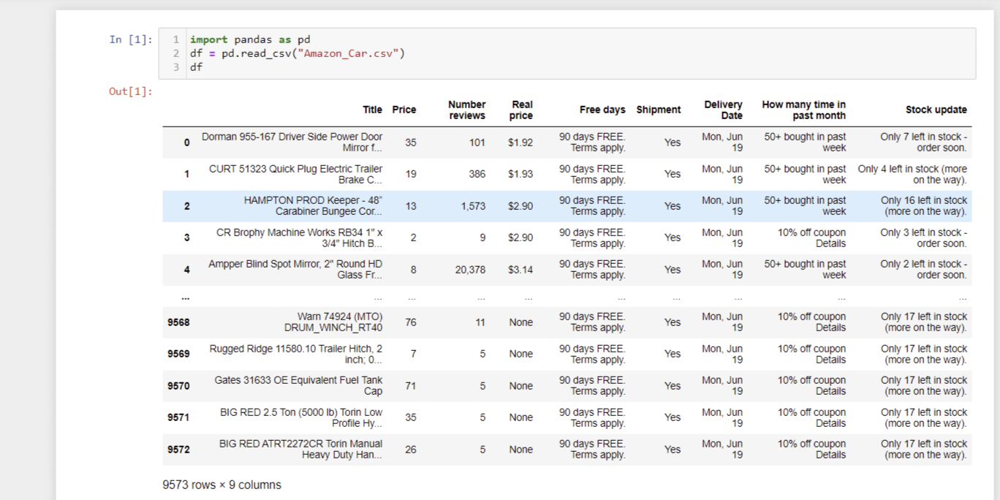 In [1]:
1 import pandas as pd
2 df = pd.read_csv("Amazon_Car.csv")
3 df
Out[1]:
Title Price Number reviews Real price Free days Shipment Delivery Date How many time in past month Stock update
0 Dorman 955-167 Driver Side Power Door Mirror f... 35 101 $1.92 90 days FREE. Terms apply. Yes Mon, Jun 19 50+ bought in past week Only 7 left in stock - order soon.
1 CURT 51323 Quick Plug Electric Trailer Brake C... 19 386 $1.93 90 days FREE. Terms apply. Yes Mon, Jun 19 50+ bought in past week Only 4 left in stock (more on the way).
2 HAMPTON PROD Keeper - 48” Carabiner Bungee Cor... 13 1,573 $2.90 90 days FREE. Terms apply. Yes Mon, Jun 19 50+ bought in past week Only 16 left in stock (more on the way).
3 CR Brophy Machine Works RB34 1" x 3/4" Hitch B... 2 9 $2.90 90 days FREE. Terms apply. Yes Mon, Jun 19 10% off coupon Details Only 3 left in stock - order soon.
4 Ampper Blind Spot Mirror, 2" Round HD Glass Fr... 8 20,378 $3.14 90 days FREE. Terms apply. Yes Mon, Jun 19 50+ bought in past week Only 2 left in stock - order soon.
... ... ... ... ... ... ... ... ... ...
9568 Warn 74924 (MTO) DRUM_WINCH_RT40 76 11 None 90 days FREE. Terms apply. Yes Mon, Jun 19 10% off coupon Details Only 17 left in stock (more on the way).
9569 Rugged Ridge 11580.10 Trailer Hitch, 2 inch; 0... 7 5 None 90 days FREE. Terms apply. Yes Mon, Jun 19 10% off coupon Details Only 17 left in stock (more on the way).
9570 Gates 31633 OE Equivalent Fuel Tank Cap 71 5 None 90 days FREE. Terms apply. Yes Mon, Jun 19 10% off coupon Details Only 17 left in stock (more on the way).
9571 BIG RED 2.5 Ton (5000 lb) Torin Low Profile Hy... 35 5 None 90 days FREE. Terms apply. Yes Mon, Jun 19 10% off coupon Details Only 17 left in stock (more on the way).
9572 BIG RED ATRT2272CR Torin Manual Heavy Duty Han... 26 5 None 90 days FREE. Terms apply. Yes Mon, Jun 19 10% off coupon Details Only 17 left in stock (more on the way).
9573 rows × 9 columns